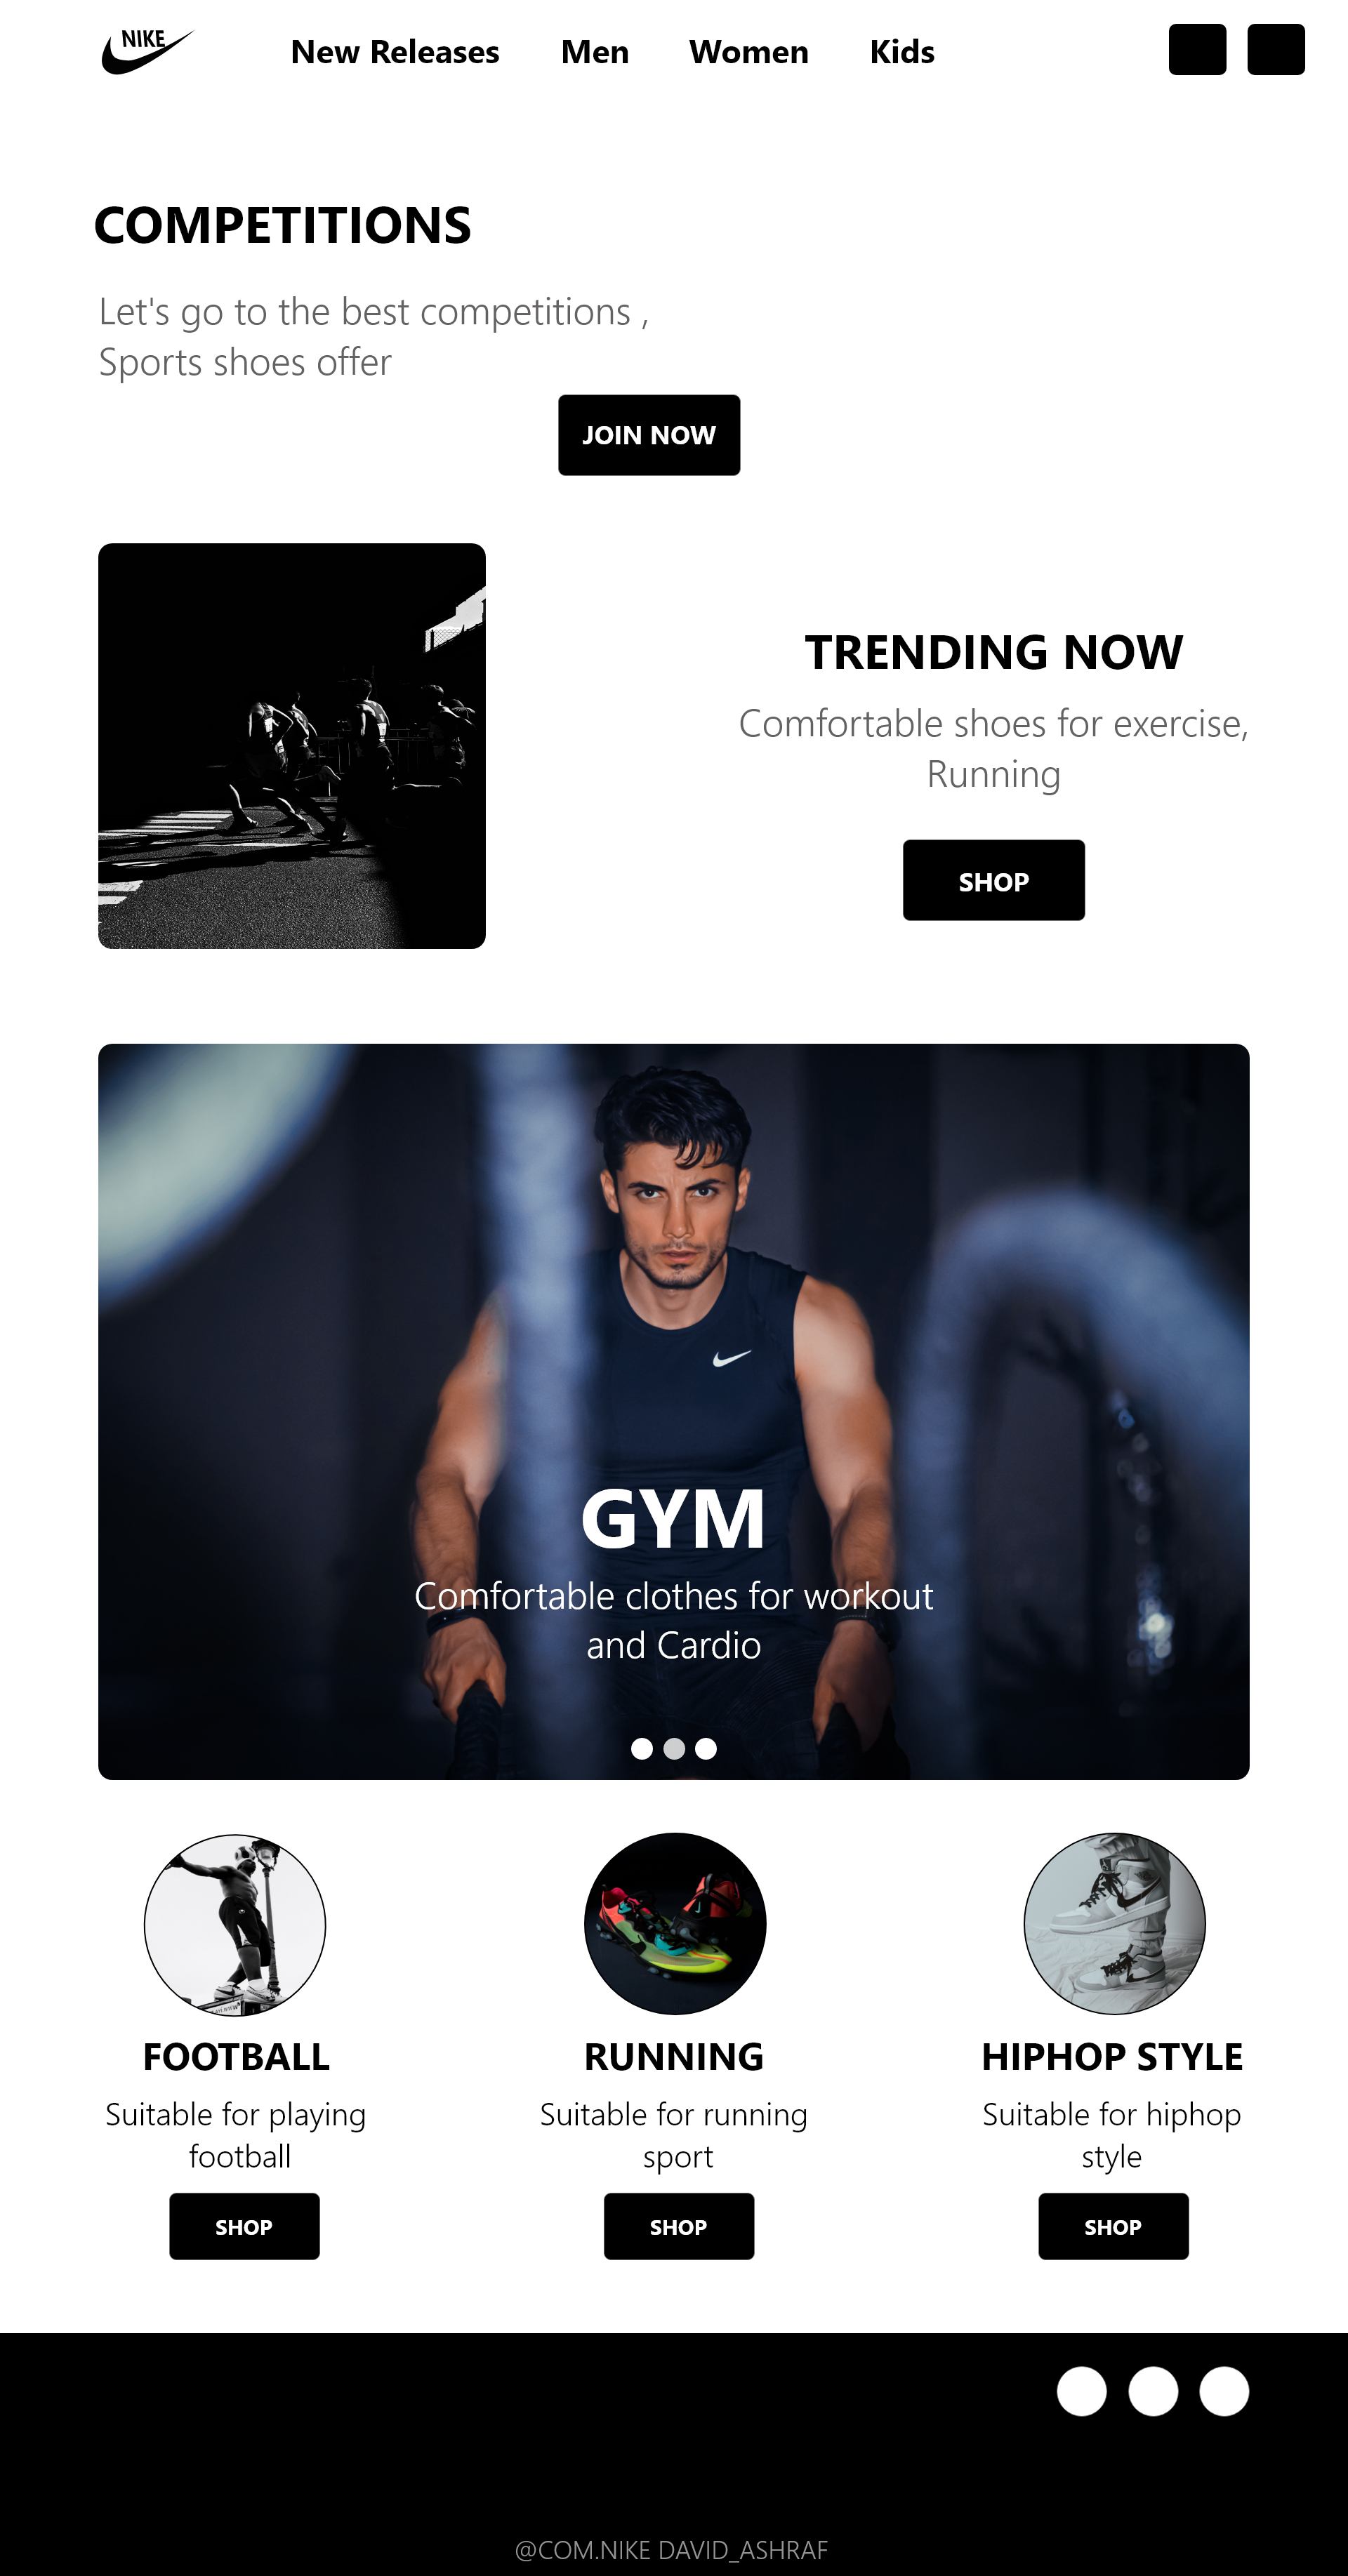 NIKE
New Releases
Men
Women
Kids
COMPETITIONS
Let's go to the best competitions ,
Sports shoes offer
JOIN NOW
TRENDING NOW
Comfortable shoes for exercise,
Running
SHOP
GYM
Comfortable clothes for workout
and Cardio
FOOTBALL
Suitable for playing
football
SHOP
RUNNING
Suitable for running
sport
SHOP
HIPHOP STYLE
Suitable for hiphop
style
SHOP
@COM.NIKE DAVID_ASHRAF